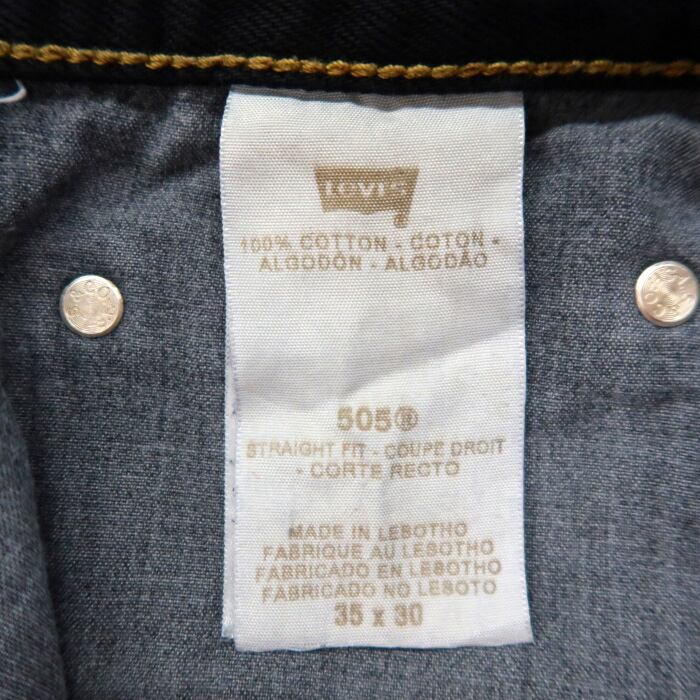 Levi's
100% COTTON - COTON -
ALGODÓN - ALGODÃO
505®
STRAIGHT FIT - COUPE DROIT
- CORTE RECTO
MADE IN LESOTHO
FABRIQUE AU LESOTHO
FABRICADO EN LESOTHO
FABRICADO NO LESOTO
35 x 30